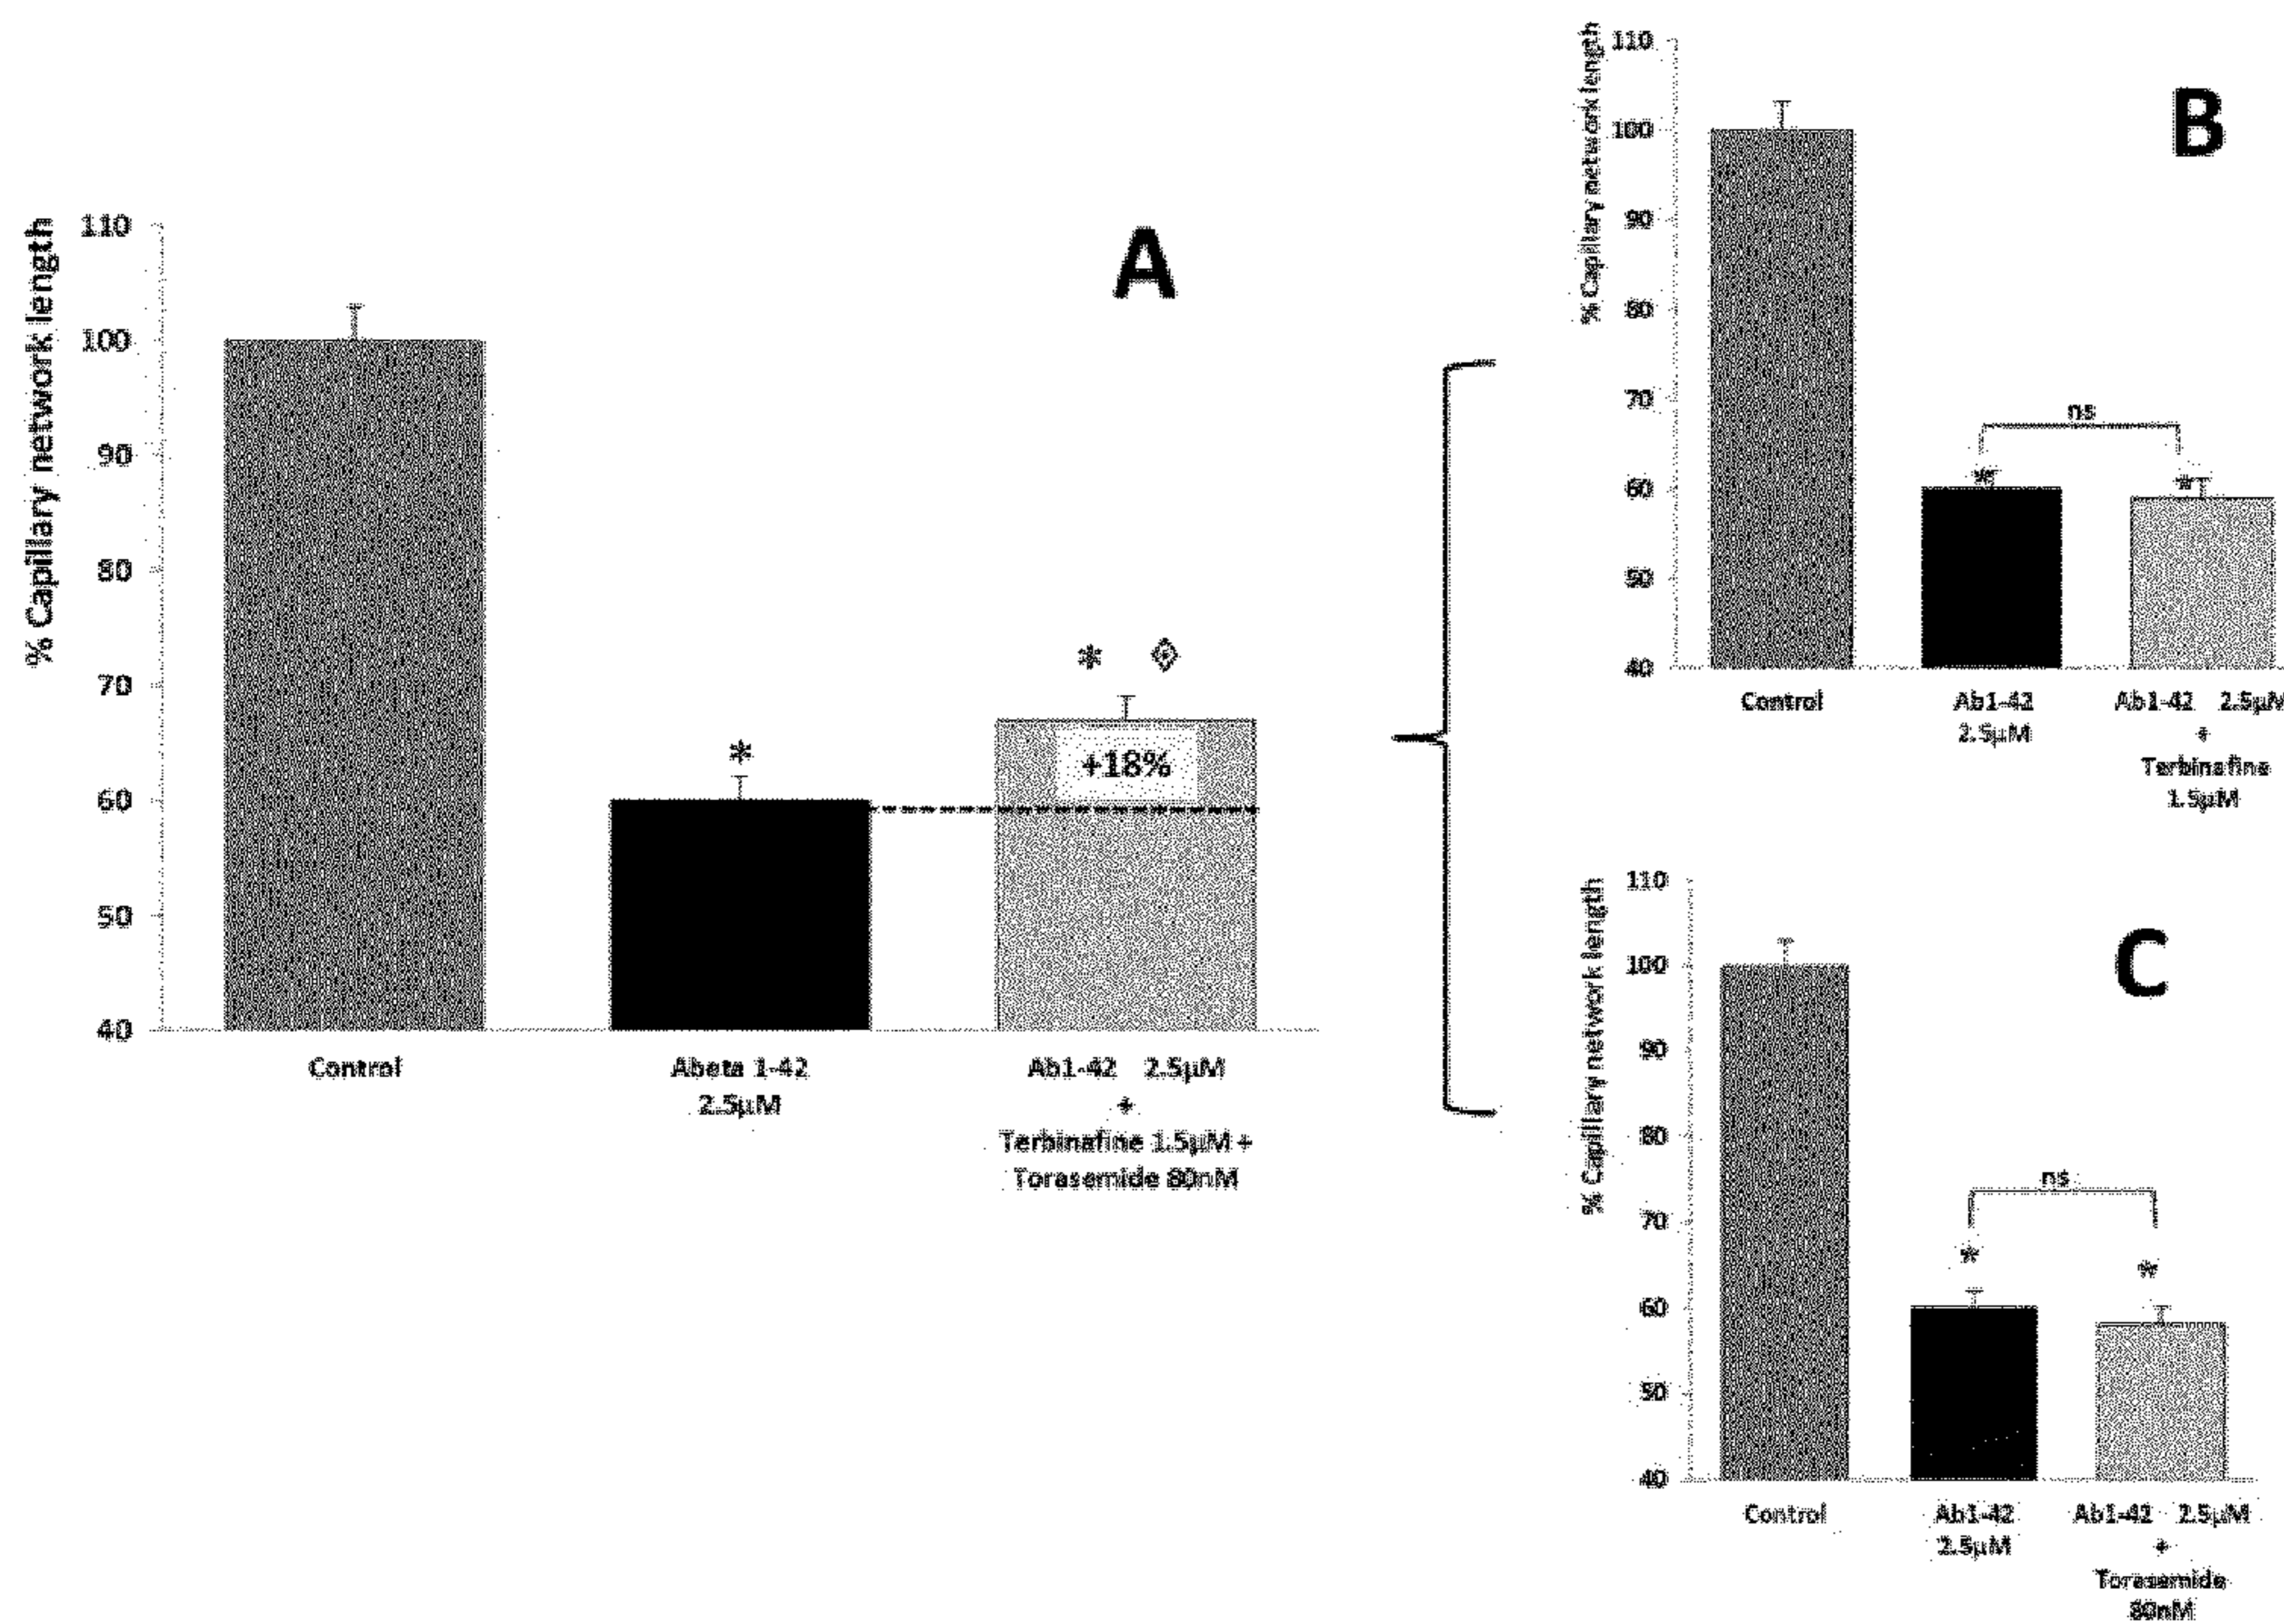 A
% Capillary network length
110
100
90
80
70
60
50
40
*
* ◊
+18%
Control
Abeta 1-42
2.5µM
Ab1-42 2.5µM
+
Terbinafine 1.5µM +
Torasemide 80nM
B
% Capillary network length
110
100
90
80
70
60
50
40
ns
*
*
Control
Ab1-42
2.5µM
Ab1-42 2.5µM
+
Terbinafine
1.5µM
C
% Capillary network length
110
100
90
80
70
60
50
40
ns
*
*
Control
Ab1-42
2.5µM
Ab1-42 2.5µM
+
Torasemide
80nM